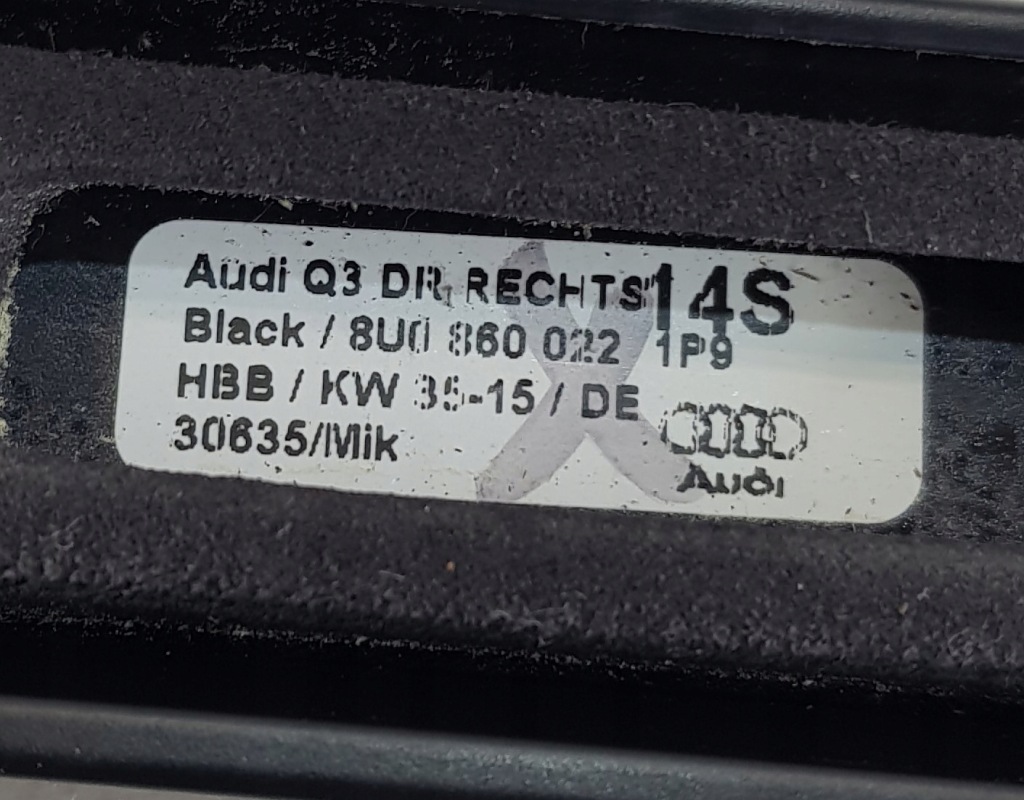 Audi Q3 DR, RECHTS 14S
Black / 8U0 860 022 1P9
HBB / KW 35-15 / DE
30635/Mik
Audi